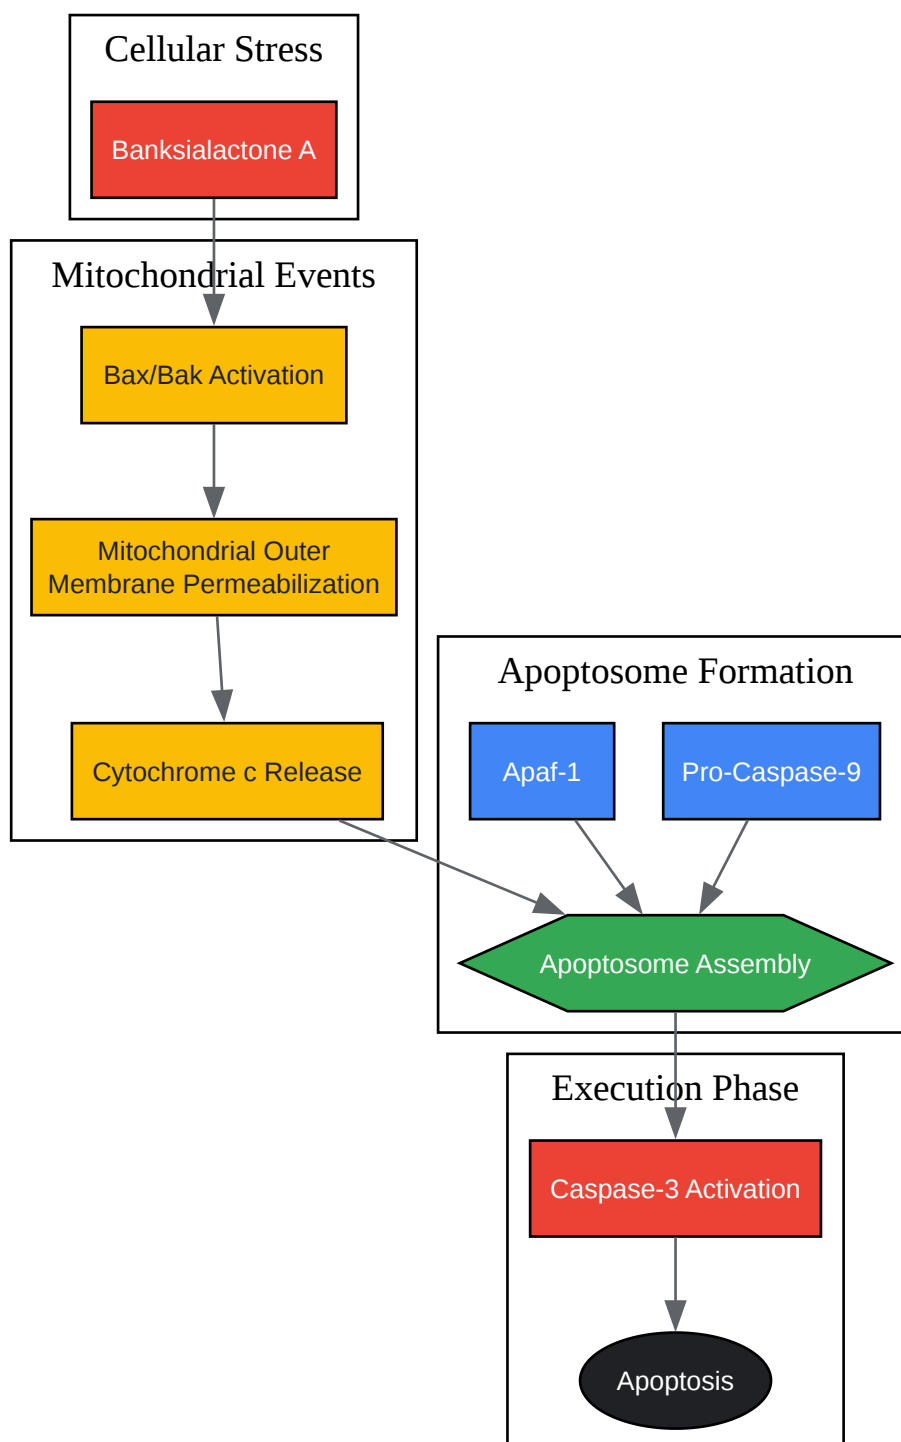 Cellular Stress
Banksialactone A
Mitochondrial Events
Bax/Bak Activation
Mitochondrial Outer
Membrane Permeabilization
Cytochrome c Release
Apoptosome Formation
Apaf-1
Pro-Caspase-9
Apoptosome Assembly
Execution Phase
Caspase-3 Activation
Apoptosis